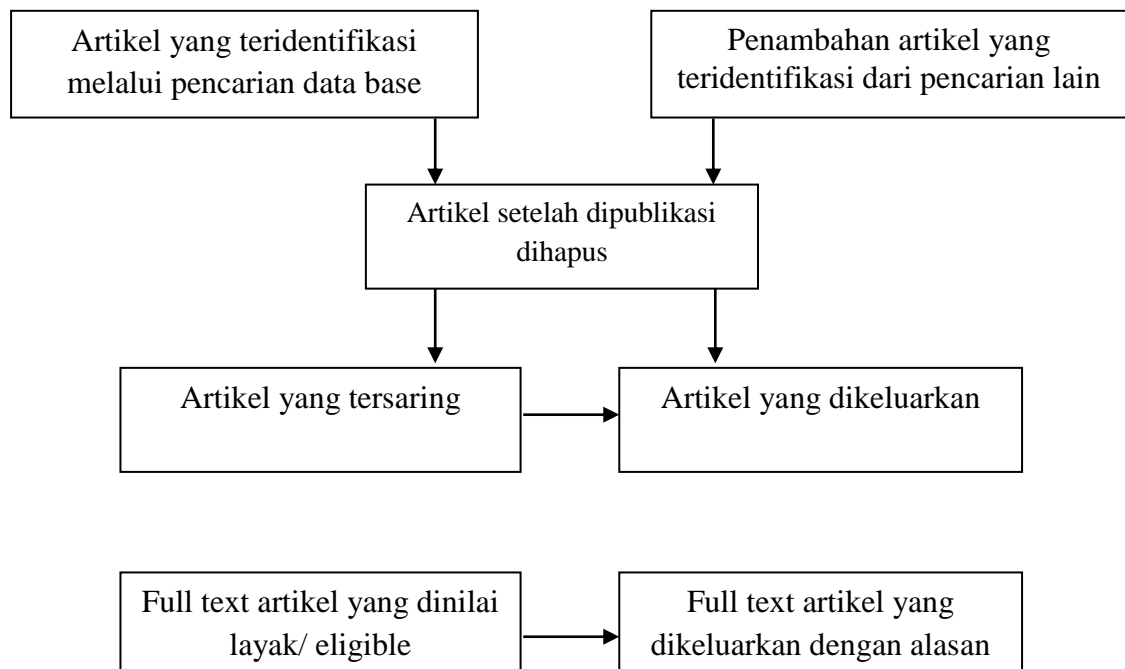 Artikel yang teridentifikasi
melalui pencarian data base
Penambahan artikel yang
teridentifikasi dari pencarian lain
Artikel setelah dipublikasi
dihapus
Artikel yang tersaring
Artikel yang dikeluarkan
Full text artikel yang dinilai
layak/ eligible
Full text artikel yang
dikeluarkan dengan alasan